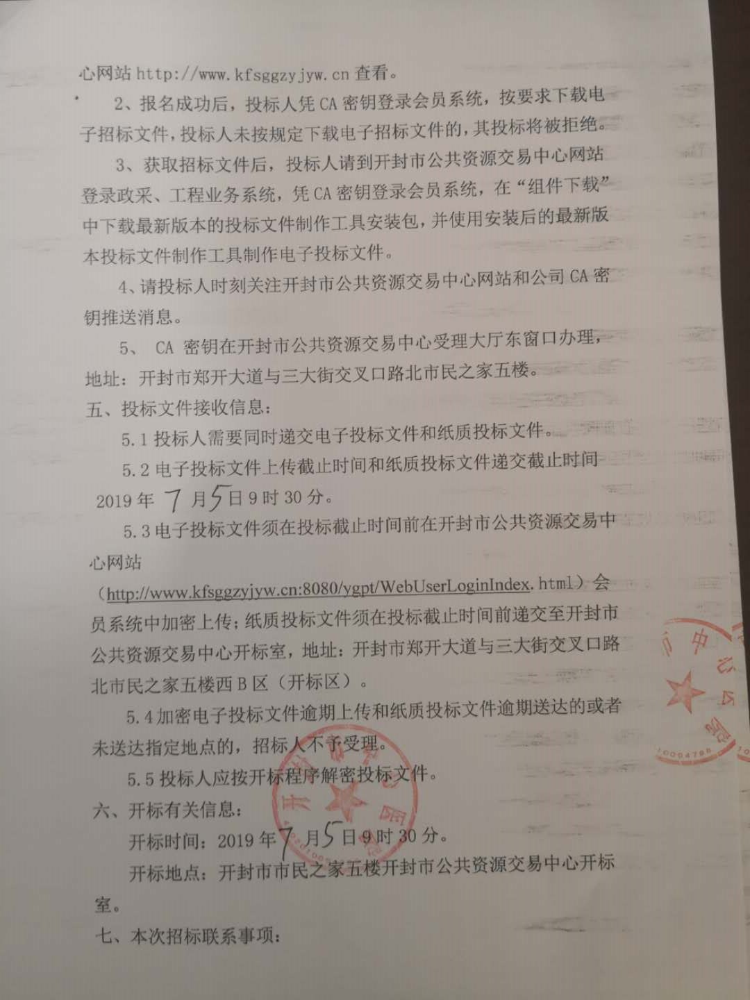 心网站 http://www.kfsggzyjyw.cn 查看。
2、报名成功后，投标人凭 CA 密钥登录会员系统，按要求下载电
子招标文件，投标人未按规定下载电子招标文件的，其投标将被拒绝。
3、获取招标文件后，投标人请到开封市公共资源交易中心网站
登录政采、工程业务系统，凭 CA 密钥登录会员系统，在“组件下载”
中下载最新版本的投标文件制作工具安装包，并使用安装后的最新版
本投标文件制作工具制作电子投标文件。
4、请投标人时刻关注开封市公共资源交易中心网站和公司 CA 密
钥推送消息。
5、 CA 密钥在开封市公共资源交易中心受理大厅东窗口办理，
地址：开封市郑开大道与三大街交叉口路北市民之家五楼。
五、投标文件接收信息：
5.1 投标人需要同时递交电子投标文件和纸质投标文件。
5.2 电子投标文件上传截止时间和纸质投标文件递交截止时间
2019 年 7 月 5 日 9 时 30 分。
5.3 电子投标文件须在投标截止时间前在开封市公共资源交易中
心网站
（http://www.kfsggzyjyw.cn:8080/ygpt/WebUserLoginIndex.html）会
员系统中加密上传；纸质投标文件须在投标截止时间前递交至开封市
公共资源交易中心开标室，地址：开封市郑开大道与三大街交叉口路
北市民之家五楼西 B 区（开标区）。
5.4 加密电子投标文件逾期上传和纸质投标文件逾期送达的或者
未送达指定地点的，招标人不予受理。
5.5 投标人应按开标程序解密投标文件。
六、开标有关信息：
开标时间：2019 年 7 月 5 日 9 时 30 分。
开标地点：开封市市民之家五楼开封市公共资源交易中心开标
室。
七、本次招标联系事项：
开封市中心医院
市中心医院
10004798